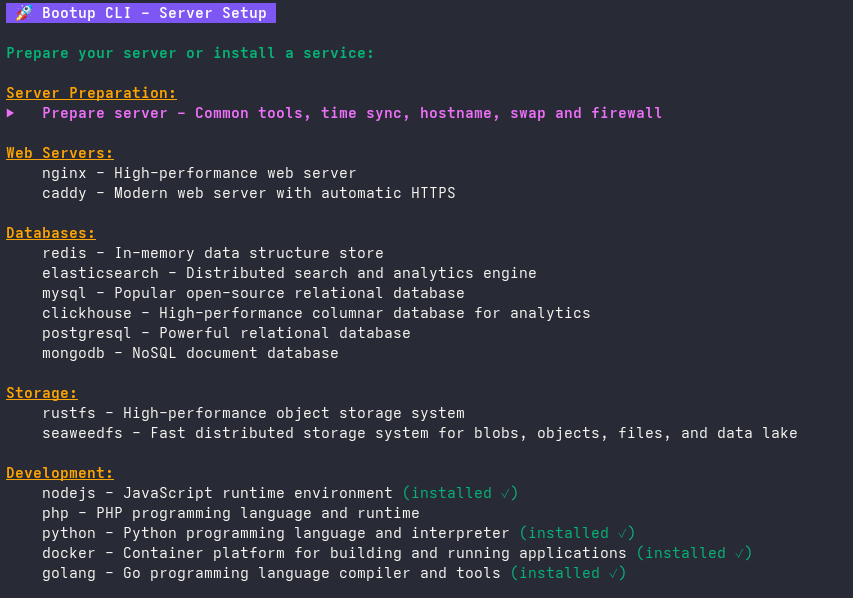 🚀 Bootup CLI - Server Setup
Prepare your server or install a service:
Server Preparation:
▶ Prepare server - Common tools, time sync, hostname, swap and firewall
Web Servers:
nginx - High-performance web server
caddy - Modern web server with automatic HTTPS
Databases:
redis - In-memory data structure store
elasticsearch - Distributed search and analytics engine
mysql - Popular open-source relational database
clickhouse - High-performance columnar database for analytics
postgresql - Powerful relational database
mongodb - NoSQL document database
Storage:
rustfs - High-performance object storage system
seaweedfs - Fast distributed storage system for blobs, objects, files, and data lake
Development:
nodejs - JavaScript runtime environment (installed ✓)
php - PHP programming language and runtime
python - Python programming language and interpreter (installed ✓)
docker - Container platform for building and running applications (installed ✓)
golang - Go programming language compiler and tools (installed ✓)